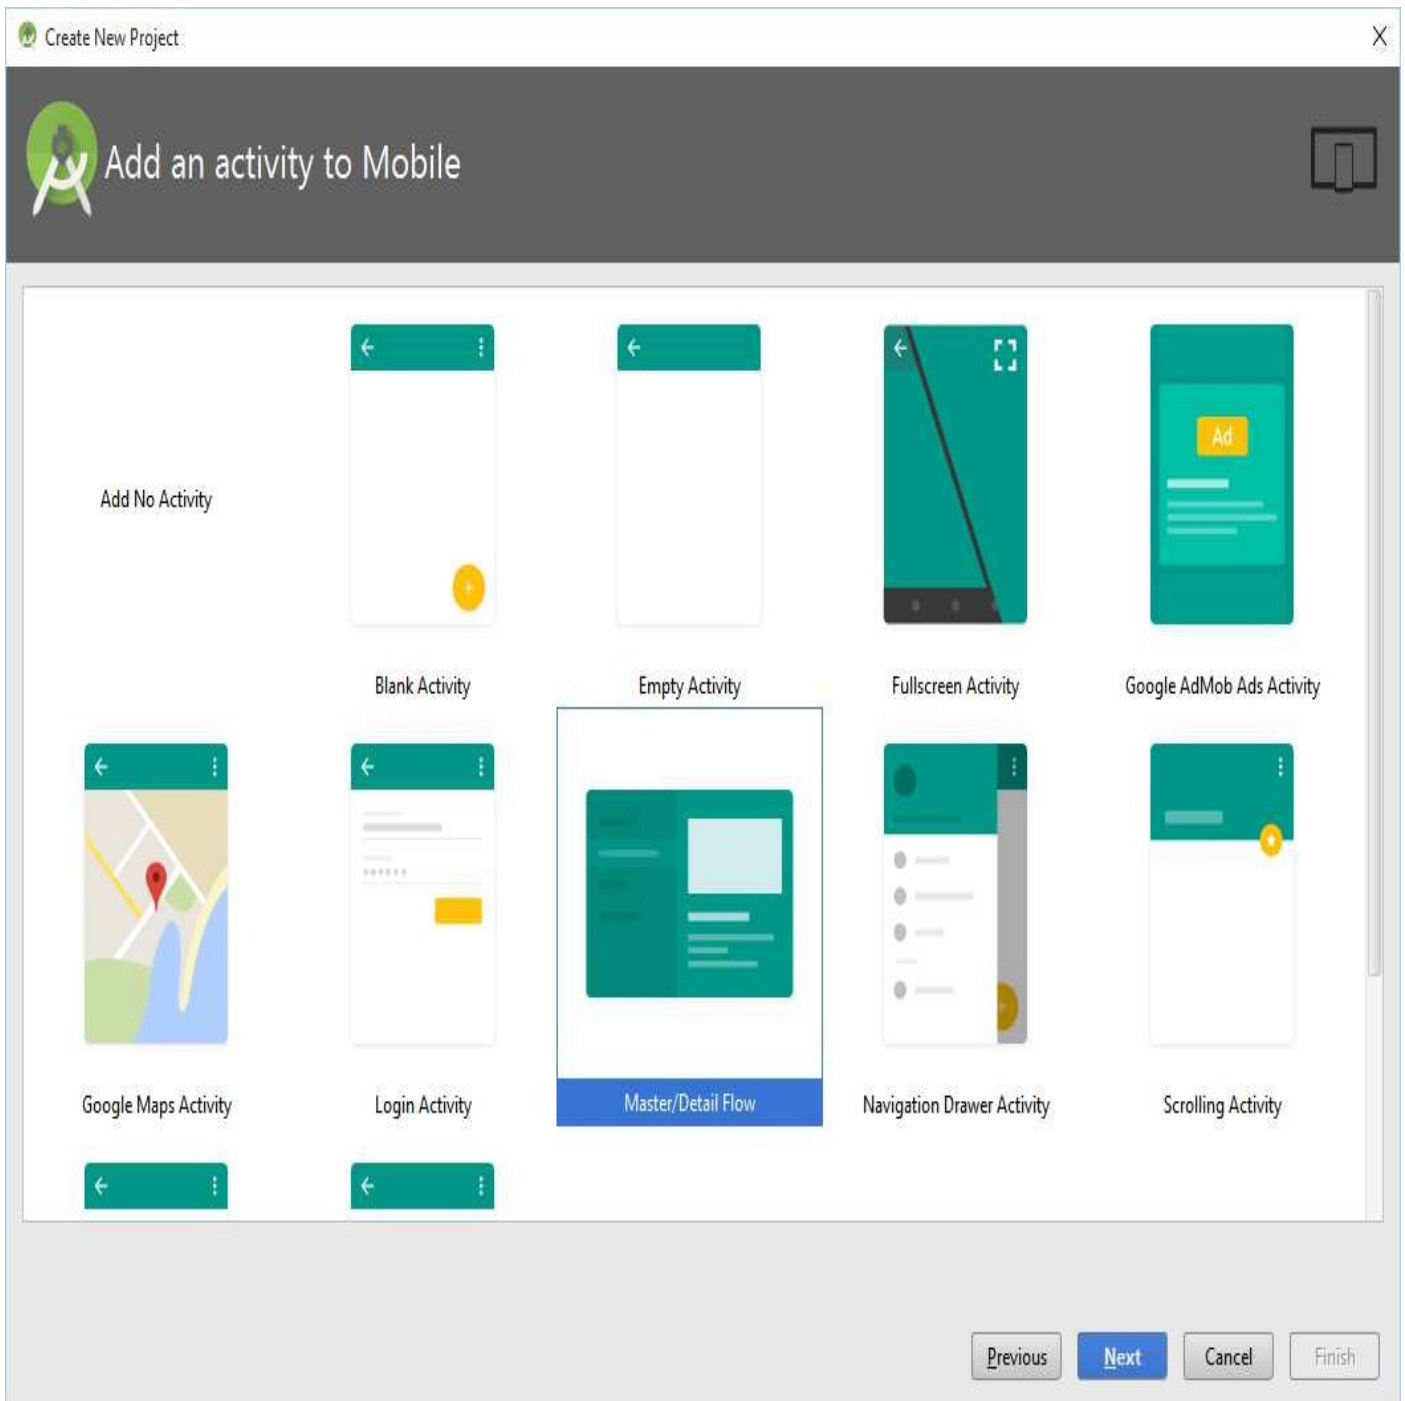 Create New Project
X
Add an activity to Mobile
Ad
Add No Activity
Blank Activity
Empty Activity
Fullscreen Activity
Google AdMob Ads Activity
Google Maps Activity
Login Activity
Master/Detail Flow
Navigation Drawer Activity
Scrolling Activity
Previous
Next
Cancel
Finish